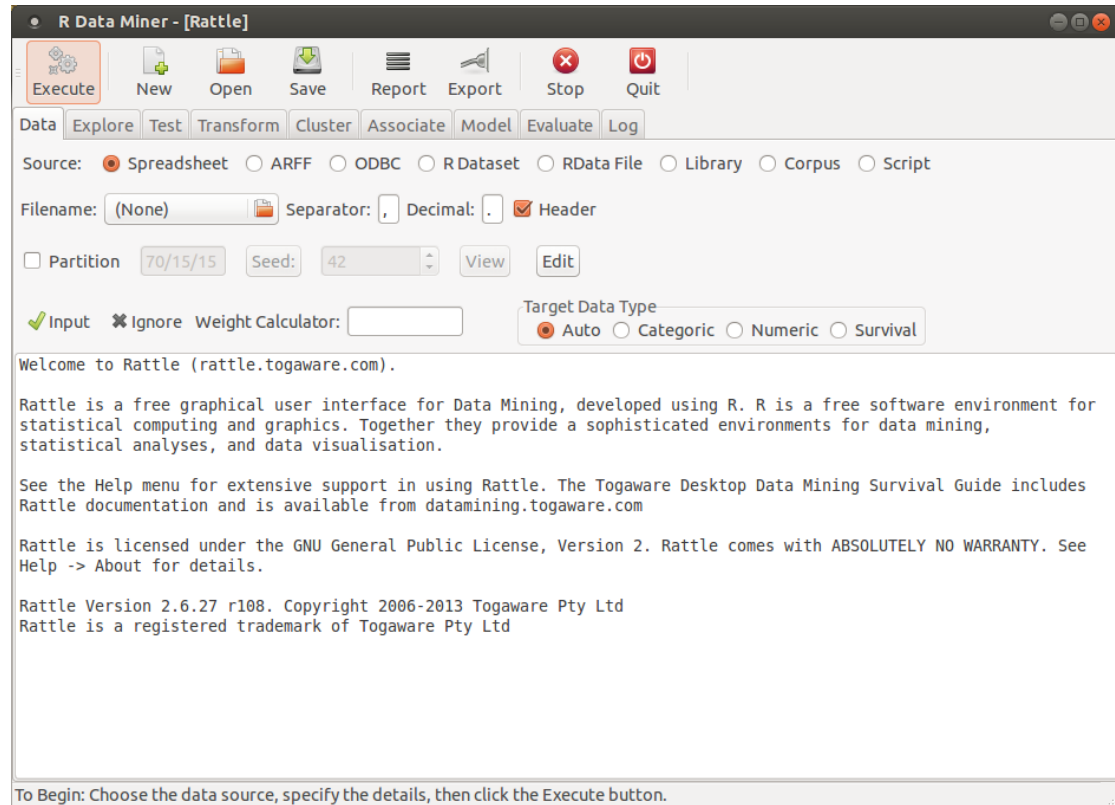 R Data Miner - [Rattle]
Execute New Open Save Report Export Stop Quit
Data Explore Test Transform Cluster Associate Model Evaluate Log
Source: Spreadsheet ARFF ODBC R Dataset RData File Library Corpus Script
Filename: (None) Separator: , Decimal: . Header
Partition 70/15/15 Seed: 42 View Edit
Target Data Type
Input Ignore Weight Calculator: Auto Categoric Numeric Survival
Welcome to Rattle (rattle.togaware.com).
Rattle is a free graphical user interface for Data Mining, developed using R. R is a free software environment for
statistical computing and graphics. Together they provide a sophisticated environments for data mining,
statistical analyses, and data visualisation.
See the Help menu for extensive support in using Rattle. The Togaware Desktop Data Mining Survival Guide includes
Rattle documentation and is available from datamining.togaware.com
Rattle is licensed under the GNU General Public License, Version 2. Rattle comes with ABSOLUTELY NO WARRANTY. See
Help -> About for details.
Rattle Version 2.6.27 r108. Copyright 2006-2013 Togaware Pty Ltd
Rattle is a registered trademark of Togaware Pty Ltd
To Begin: Choose the data source, specify the details, then click the Execute button.